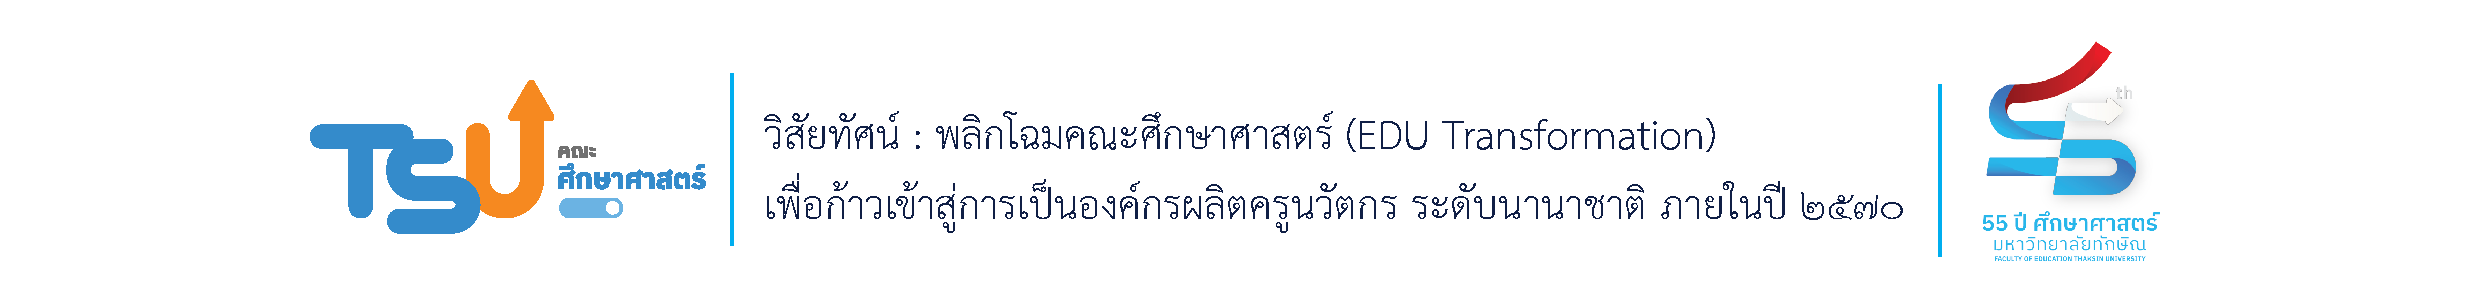 TSU
คณะ
ศึกษาศาสตร์
วิสัยทัศน์ : พลิกโฉมคณะศึกษาศาสตร์ (EDU Transformation)
เพื่อก้าวเข้าสู่การเป็นองค์กรผลิตครูนวัตกร ระดับนานาชาติ ภายในปี ๒๕๗๐
th
55 ปี ศึกษาศาสตร์
มหาวิทยาลัยทักษิณ
FACULTY OF EDUCATION THAKSIN UNIVERSITY